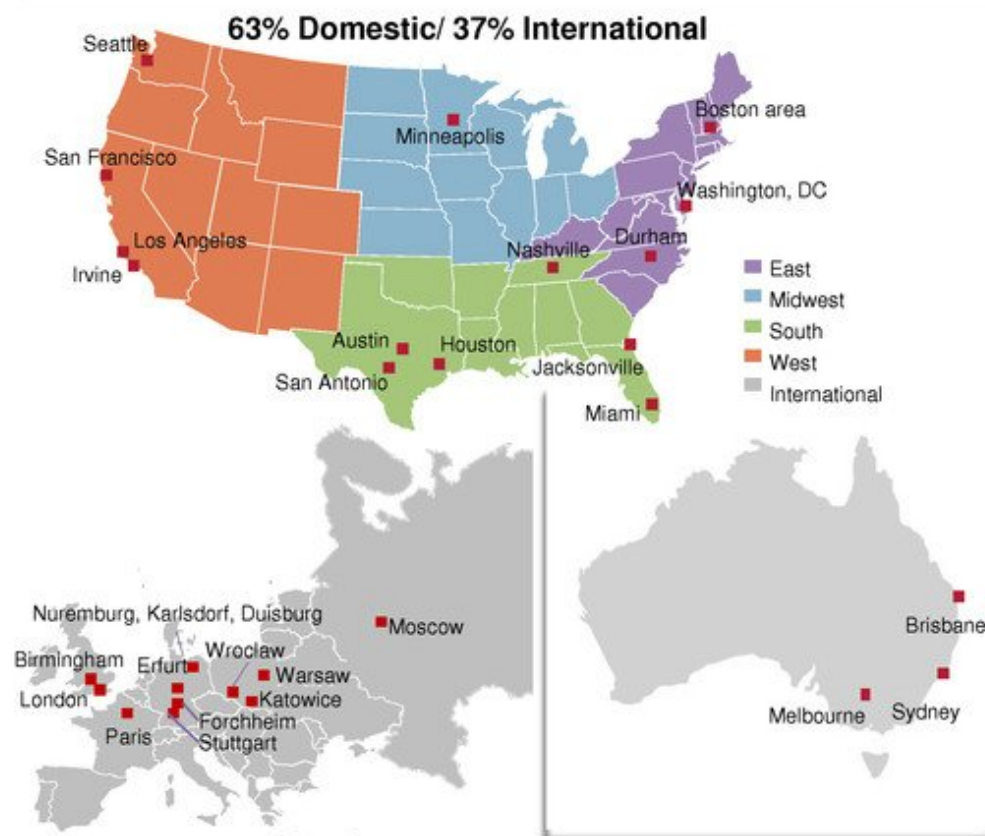 63% Domestic/ 37% International
Seattle
Minneapolis
Boston area
San Francisco
Washington, DC
Los Angeles
Nashville
Durham
Irvine
East
Midwest
South
West
International
Austin
Houston
San Antonio
Jacksonville
Miami
Nuremburg, Karlsdorf, Duisburg
Moscow
Wroclaw
Birmingham
Erfurt
Warsaw
London
Katowice
Paris
Forchheim
Stuttgart
Brisbane
Melbourne
Sydney